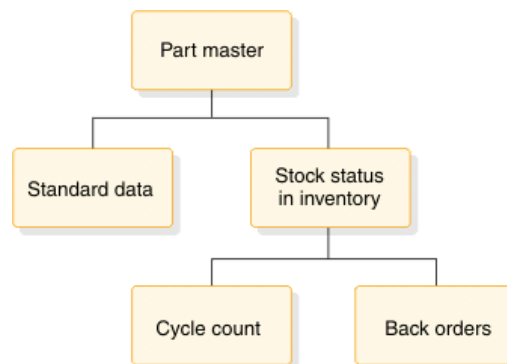 Part master
Standard data
Stock status
in inventory
Cycle count
Back orders